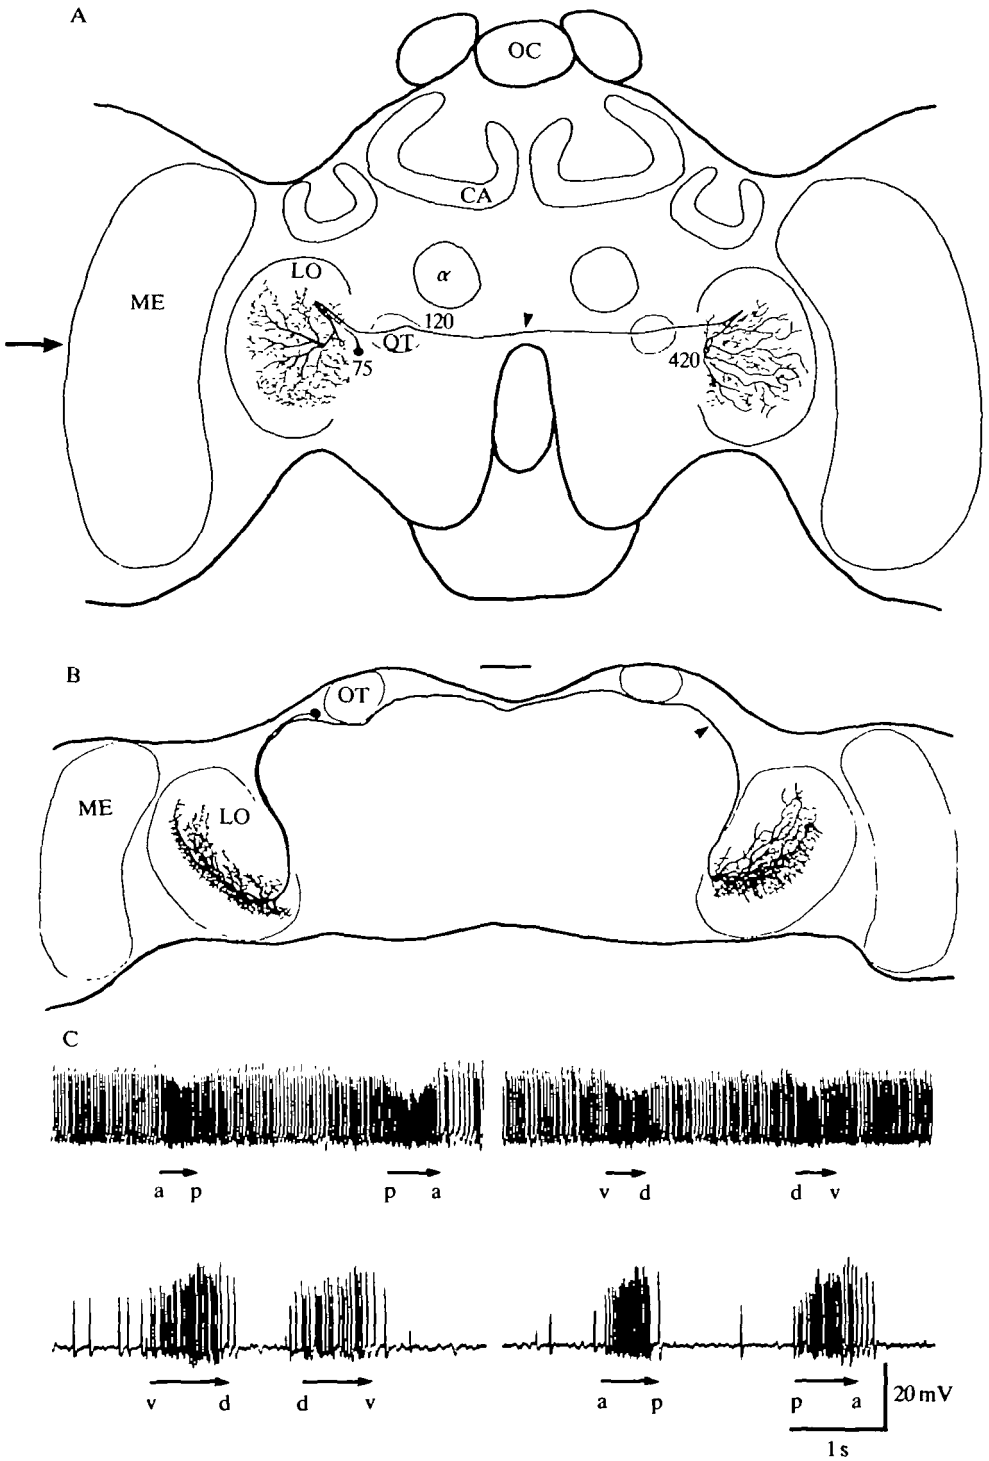 A
OC
CA
LO
α
ME
120
OT
75
420
B
OT
ME
LO
C
a p p a v d d v
v d d v a p p a
20 mV
1 s